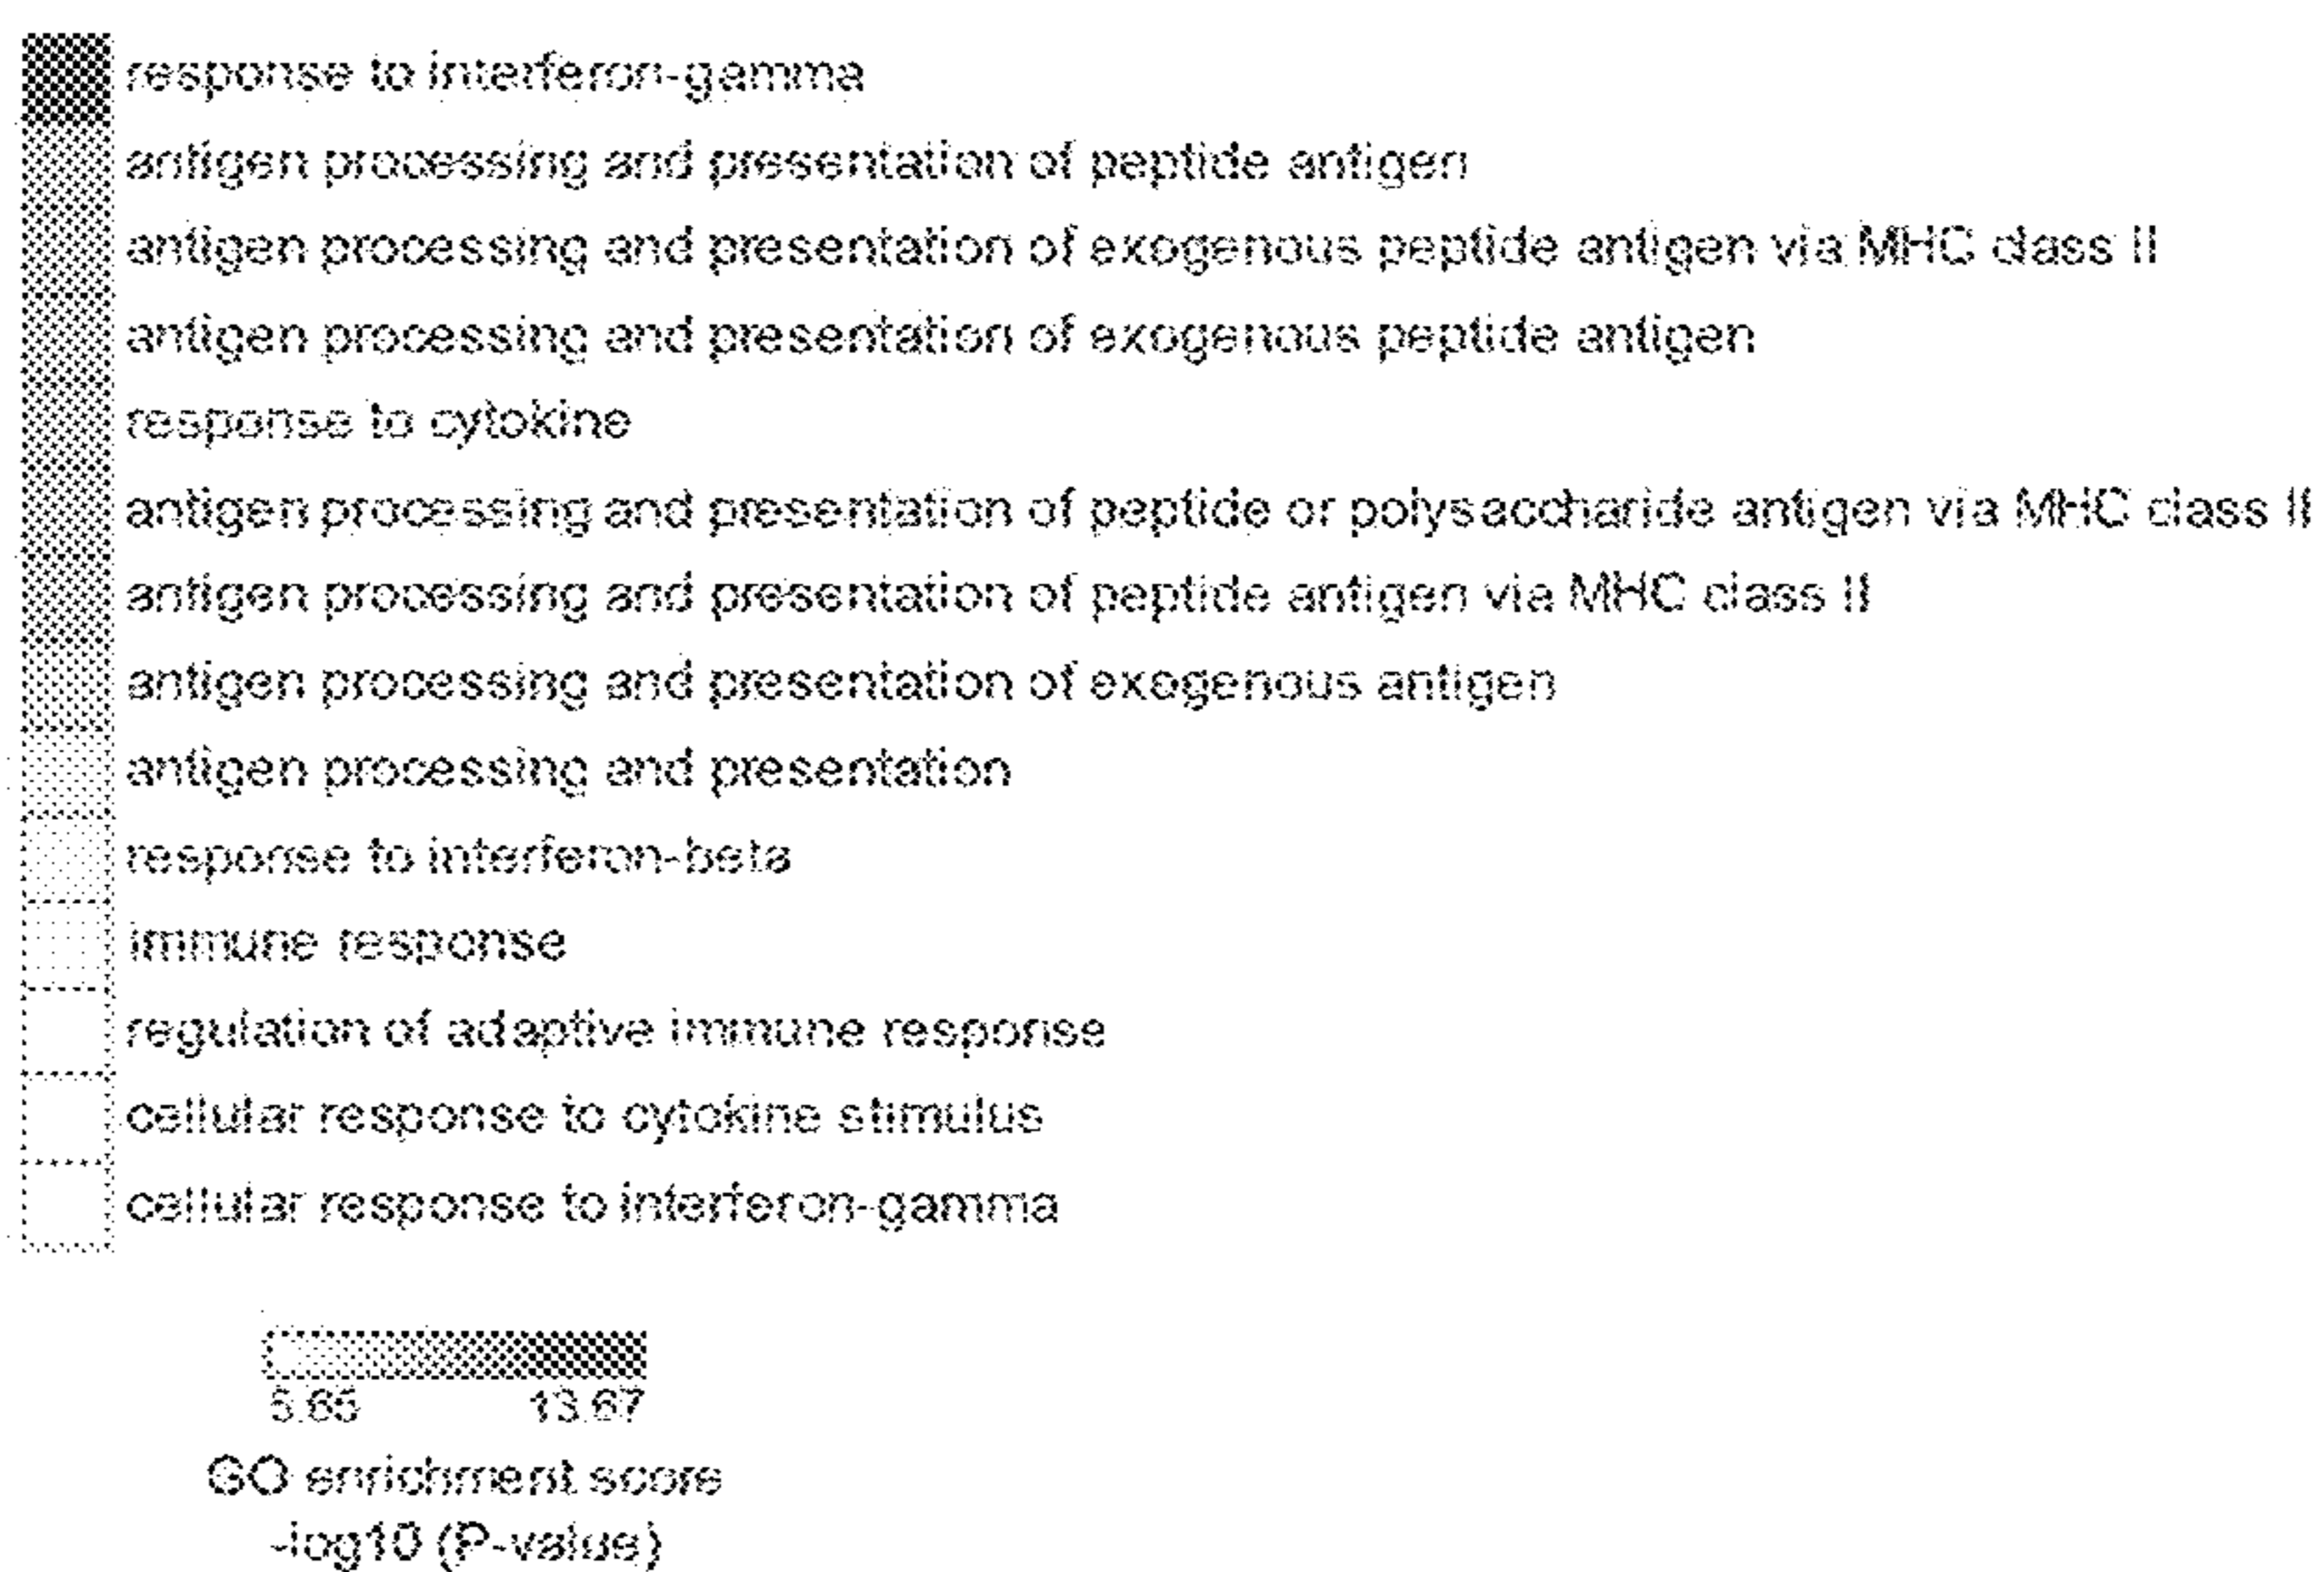 response to interferon-gamma
antigen processing and presentation of peptide antigen
antigen processing and presentation of exogenous peptide antigen via MHC class II
antigen processing and presentation of exogenous peptide antigen
response to cytokine
antigen processing and presentation of peptide or polysaccharide antigen via MHC class II
antigen processing and presentation of peptide antigen via MHC class II
antigen processing and presentation of exogenous antigen
antigen processing and presentation
response to interferon-beta
immune response
regulation of adaptive immune response
cellular response to cytokine stimulus
cellular response to interferon-gamma
5.65 13.67
GO enrichment score
-log10 (P-value)